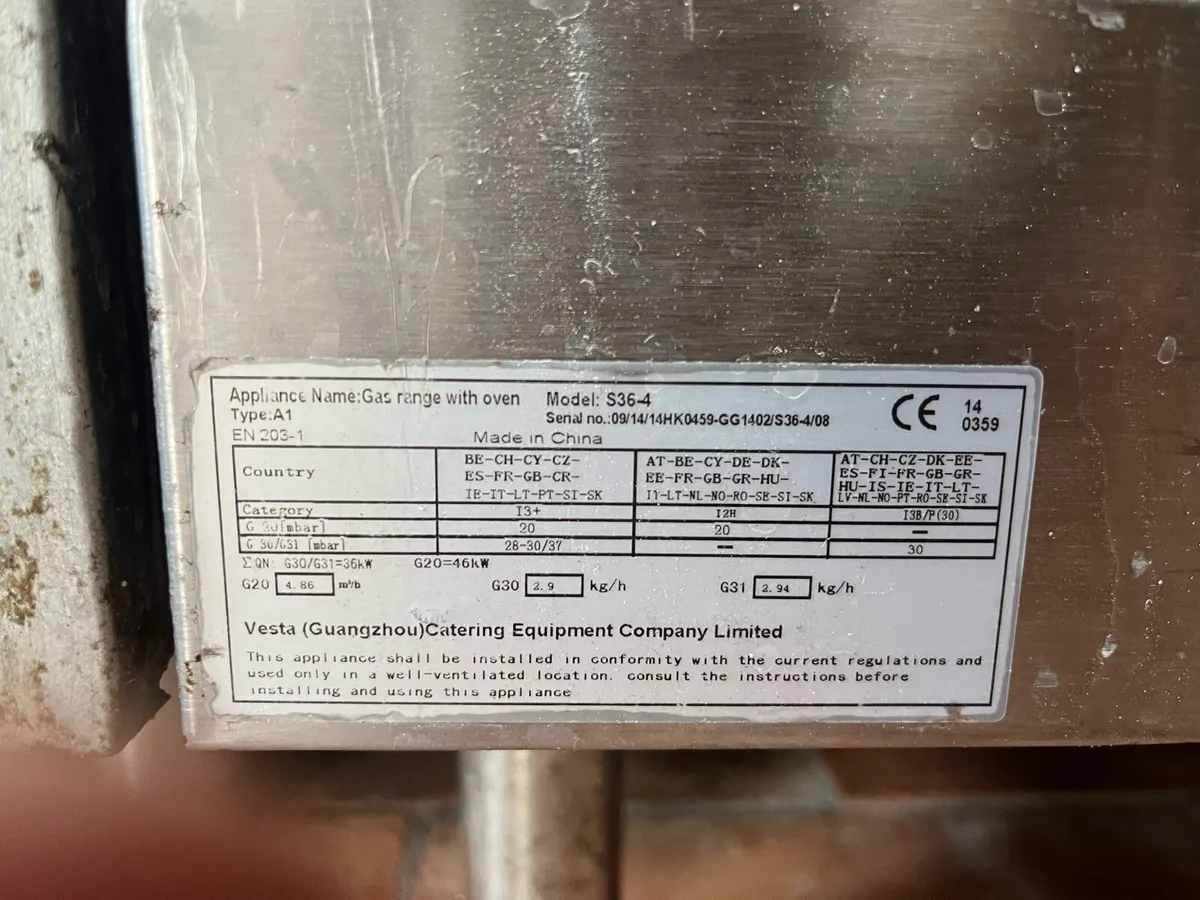 Appliance Name:Gas range with oven Model: S36-4
Type:A1 Serial no.:09/14/14HK0459-GG1402/S36-4/08
CE 14
0359
EN 203-1 Made in China
Country
BE-CH-CY-CZ-
ES-FR-GB-CR-
IE-IT-LT-PT-SI-SK
AT-BE-CY-DE-DK-
EE-FR-GB-GR-HU-
IT-LT-NL-NO-RO-SE-SI-SK
AT-CH-CZ-DK-EE-
ES-FI-FR-GB-GR-
HU-IS-IE-IT-LT-
LV-NL-NO-PT-RO-SE-SI-SK
Category I3+ I2H I3B/P(30)
G 20[mbar] 20 20 —
G 30/G31 [mbar] 28-30/37 — 30
ΣQN: G30/G31=36kW G20=46kW
G20 4.86 m³/h G30 2.9 kg/h G31 2.94 kg/h
Vesta (Guangzhou)Catering Equipment Company Limited
This appliance shall be installed in conformity with the current regulations and
used only in a well-ventilated location. consult the instructions before
installing and using this appliance